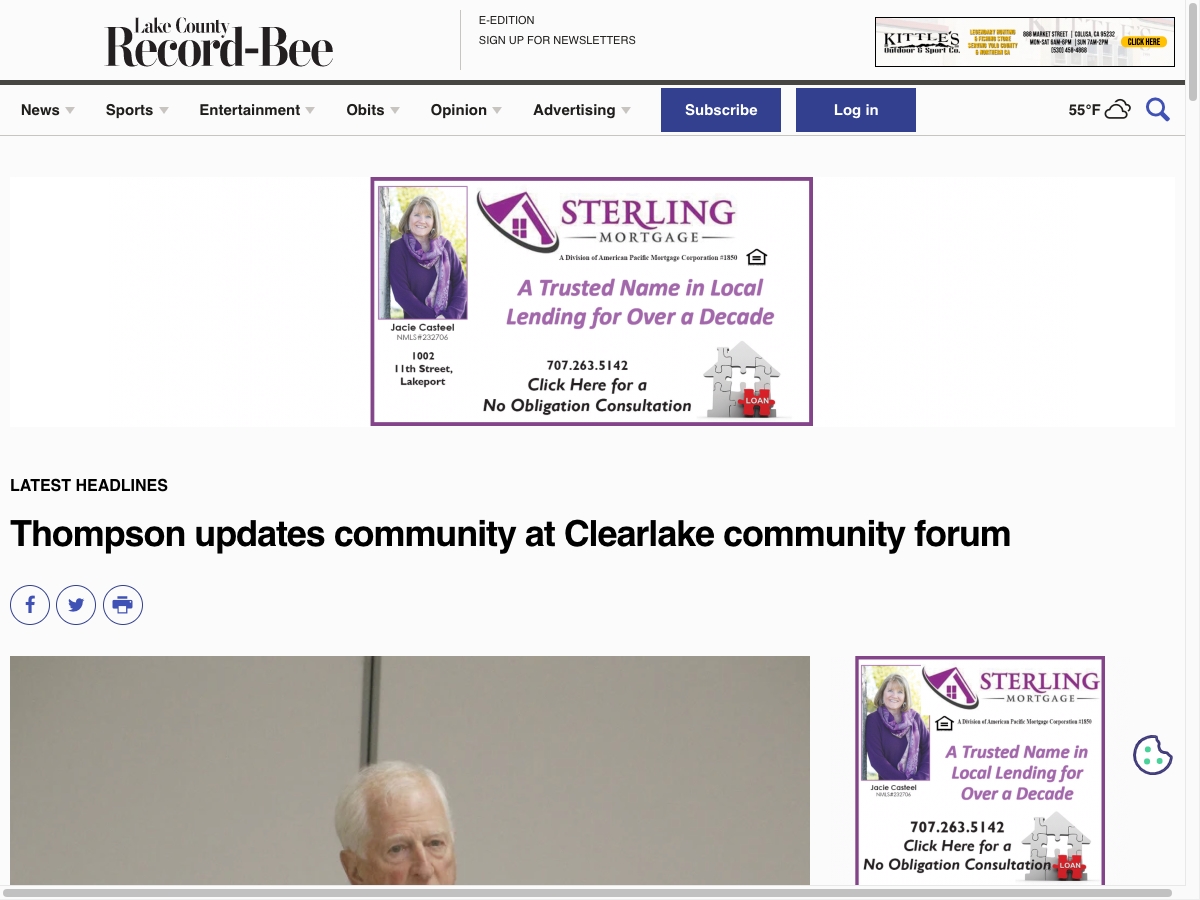 Lake County
Record-Bee
E-EDITION
SIGN UP FOR NEWSLETTERS
KITTLE'S
Outdoor & Sport Co.
LEGENDARY HUNTING
& FISHING STORE
SERVING YOLO COUNTY
& NORTHERN CA
888 MARKET STREET | COLUSA, CA 95232
MON-SAT 6AM-6PM | SUN 7AM-2PM
(530) 458-4868
CLICK HERE
News
Sports
Entertainment
Obits
Opinion
Advertising
Subscribe
Log in
55°F
STERLING
MORTGAGE
A Division of American Pacific Mortgage Corporation #1850
A Trusted Name in Local
Lending for Over a Decade
Jacie Casteel
NMLS#232706
1002
11th Street,
Lakeport
707.263.5142
Click Here for a
No Obligation Consultation
LOAN
LATEST HEADLINES
Thompson updates community at Clearlake community forum
STERLING
MORTGAGE
A Division of American Pacific Mortgage Corporation #1850
A Trusted Name in
Local Lending for
Over a Decade
Jacie Casteel
NMLS#232706
707.263.5142
Click Here for a
No Obligation Consultation
LOAN